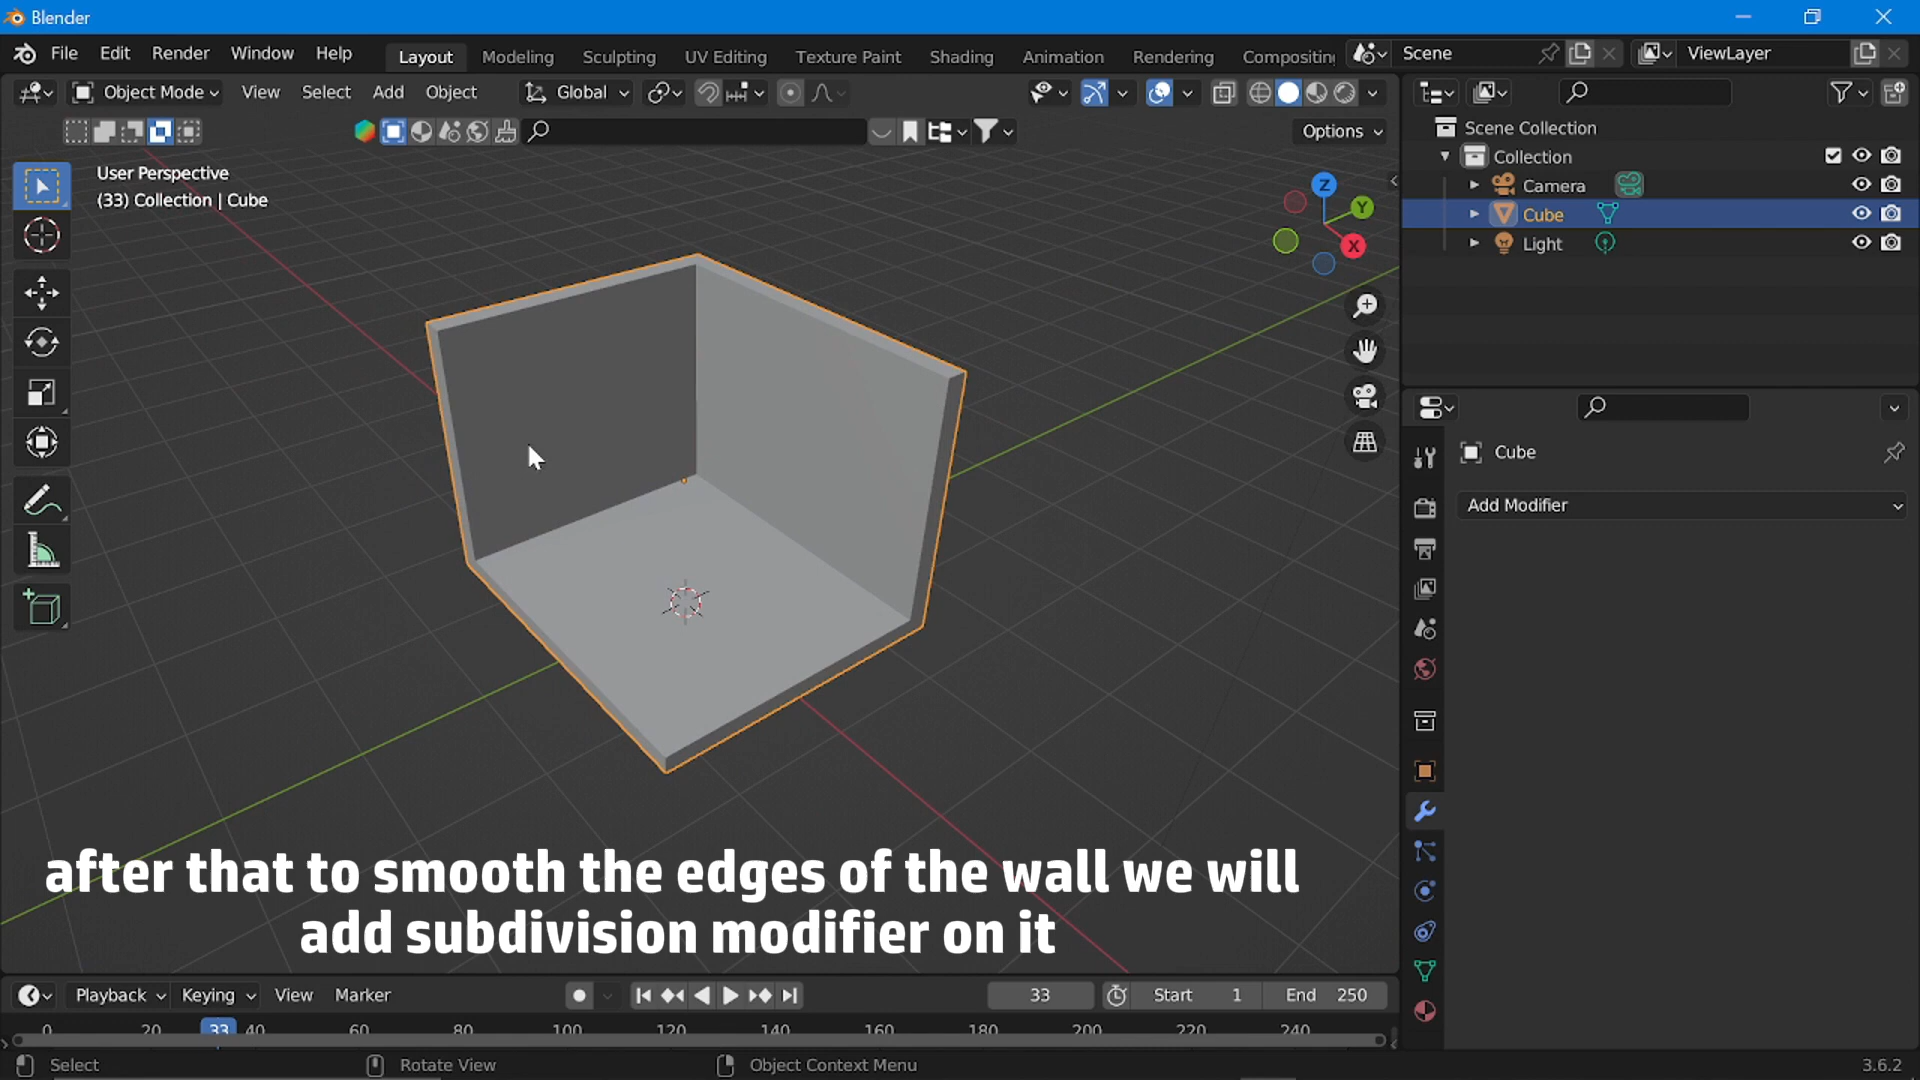 Blender
File Edit Render Window Help Layout Modeling Sculpting UV Editing Texture Paint Shading Animation Rendering Compositin Scene ViewLayer
Object Mode View Select Add Object Global
Options
User Perspective
(33) Collection | Cube
Z
Y
X
Scene Collection
Collection
Camera
Cube
Light
Cube
Add Modifier
after that to smooth the edges of the wall we will
add subdivision modifier on it
Playback Keying View Marker 33 Start 1 End 250
0 20 33 40 60 80 100 120 140 160 180 200 220 240
Select Rotate View Object Context Menu 3.6.2